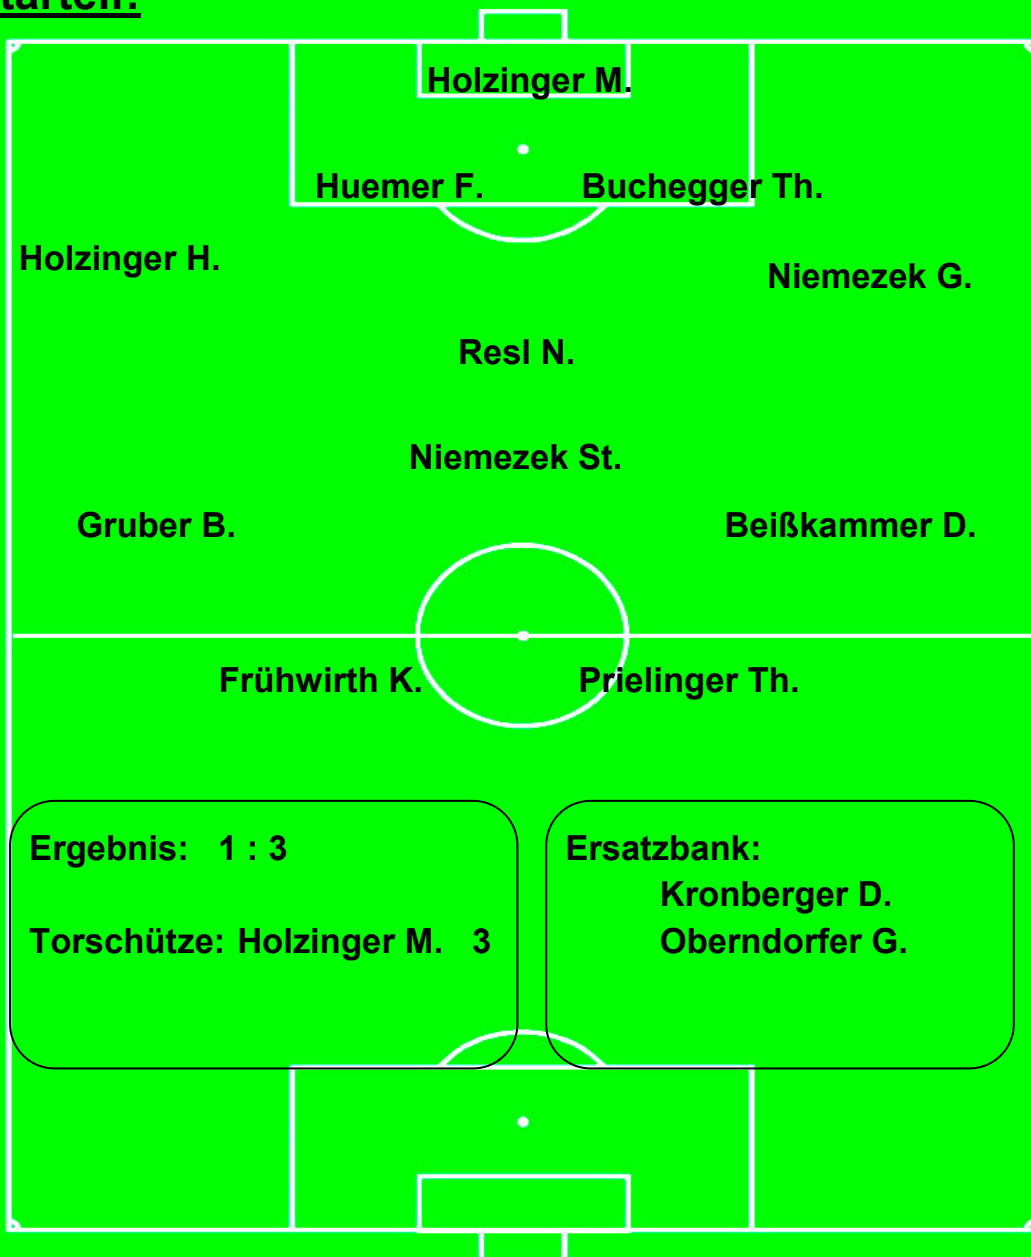 Holzinger M.
Huemer F. Buchegger Th.
Holzinger H.
Niemezek G.
Resl N.
Niemezek St.
Gruber B. Beißkammer D.
Frühwirth K. Prielinger Th.
Ergebnis: 1 : 3
Torschütze: Holzinger M. 3
Ersatzbank:
Kronberger D.
Oberndorfer G.